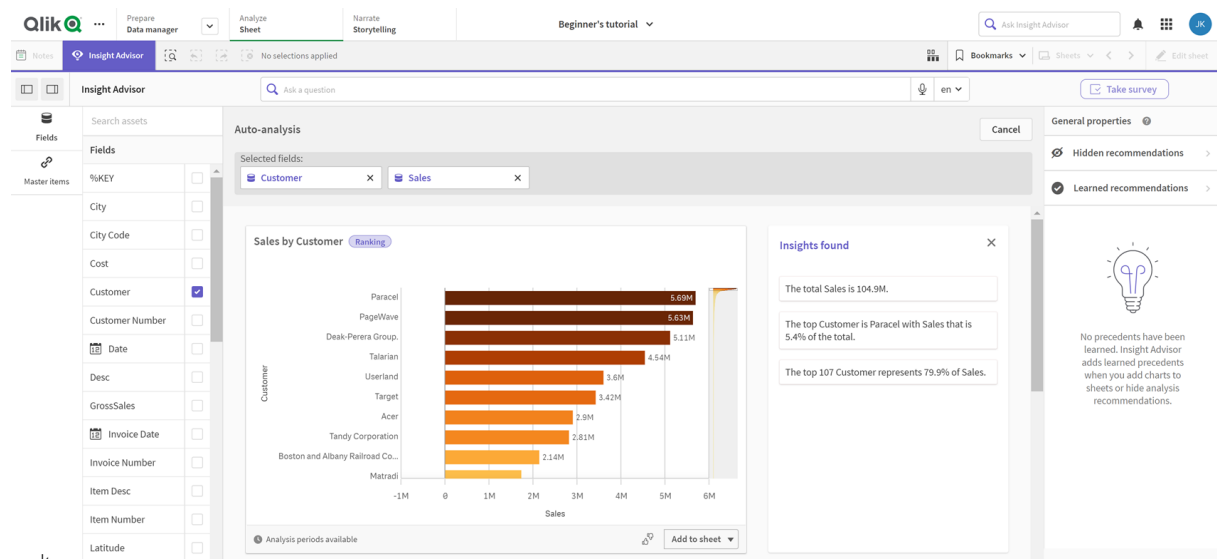 Qlik
Prepare
Data manager
Analyze
Sheet
Narrate
Storytelling
Beginner's tutorial
Ask Insight Advisor
JK
Notes
Insight Advisor
No selections applied
Bookmarks
Sheets
Edit sheet
Insight Advisor
Ask a question
en
Take survey
Fields
Master items
Search assets
Fields
%KEY
City
City Code
Cost
Customer
Customer Number
Date
Desc
GrossSales
Invoice Date
Invoice Number
Item Desc
Item Number
Latitude
Auto-analysis
Cancel
Selected fields:
Customer
Sales
Sales by Customer
Ranking
Customer
Paracel
5.69M
PageWave
5.63M
Deak-Perera Group.
5.11M
Talarian
4.54M
Userland
3.6M
Target
3.42M
Acer
2.9M
Tandy Corporation
2.81M
Boston and Albany Railroad Co...
2.14M
Matradi
-1M 0 1M 2M 3M 4M 5M 6M
Sales
Analysis periods available
Add to sheet
Insights found
The total Sales is 104.9M.
The top Customer is Paracel with Sales that is
5.4% of the total.
The top 107 Customer represents 79.9% of Sales.
General properties
Hidden recommendations
Learned recommendations
No precedents have been
learned. Insight Advisor
adds learned precedents
when you add charts to
sheets or hide analysis
recommendations.